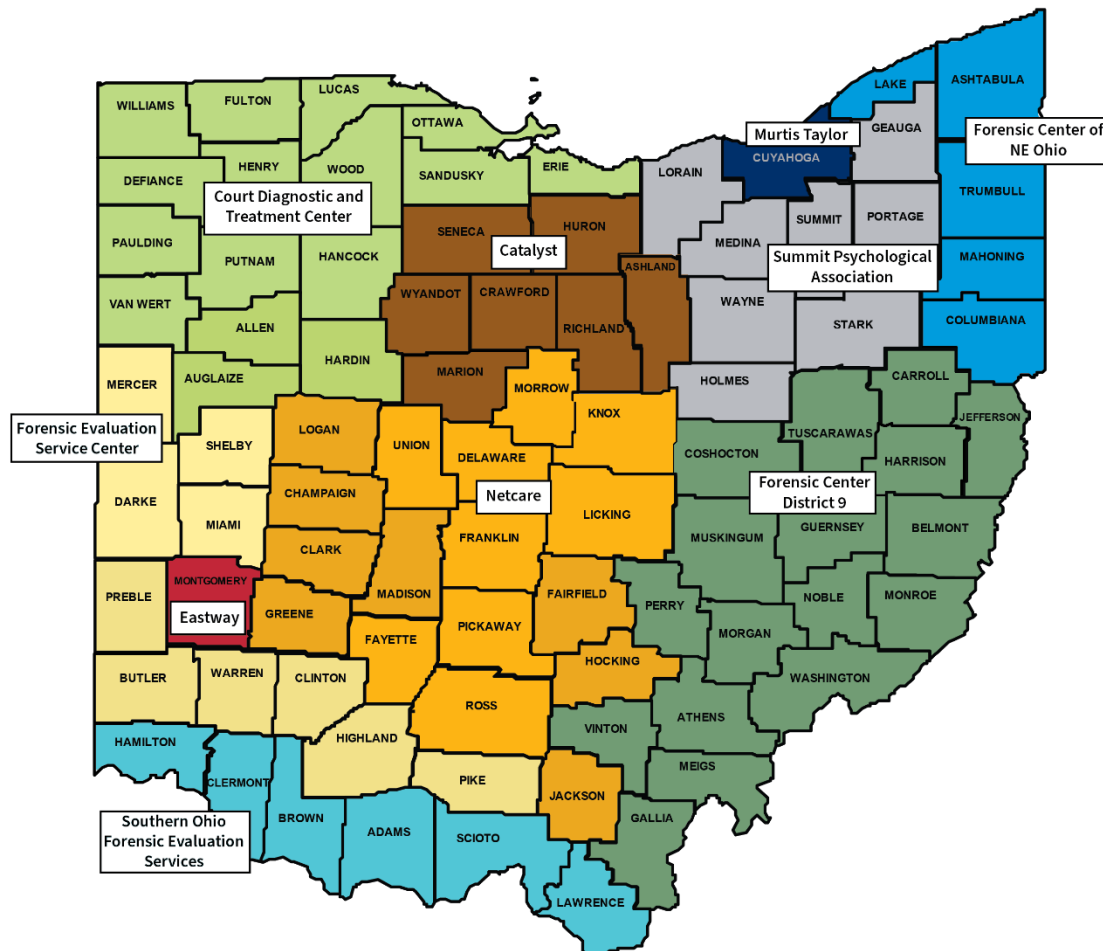 LAKE
ASHTABULA
LUCAS
FULTON
WILLIAMS
OTTAWA
GEAUGA
Murtis Taylor
Forensic Center of
NE Ohio
CUYAHOGA
HENRY
WOOD
ERIE
SANDUSKY
LORAIN
DEFIANCE
Court Diagnostic and
Treatment Center
TRUMBULL
SUMMIT
PORTAGE
PAULDING
SENECA
HURON
MEDINA
Catalyst
Summit Psychological
Association
MAHONING
PUTNAM
HANCOCK
ASHLAND
VAN WERT
WYANDOT
CRAWFORD
WAYNE
ALLEN
RICHLAND
STARK
COLUMBIANA
HARDIN
MERCER
AUGLAIZE
MARION
MORROW
HOLMES
CARROLL
KNOX
JEFFERSON
Forensic Evaluation
Service Center
LOGAN
UNION
TUSCARAWAS
SHELBY
DELAWARE
COSHOCTON
HARRISON
Forensic Center
District 9
CHAMPAIGN
Netcare
DARKE
LICKING
MIAMI
FRANKLIN
MUSKINGUM
GUERNSEY
BELMONT
CLARK
MONTGOMERY
PREBLE
MADISON
FAIRFIELD
NOBLE
MONROE
PERRY
Eastway
GREENE
PICKAWAY
MORGAN
FAYETTE
HOCKING
BUTLER
WARREN
CLINTON
WASHINGTON
ROSS
ATHENS
VINTON
HAMILTON
HIGHLAND
MEIGS
PIKE
CLERMONT
JACKSON
BROWN
GALLIA
Southern Ohio
Forensic Evaluation
Services
ADAMS
SCIOTO
LAWRENCE